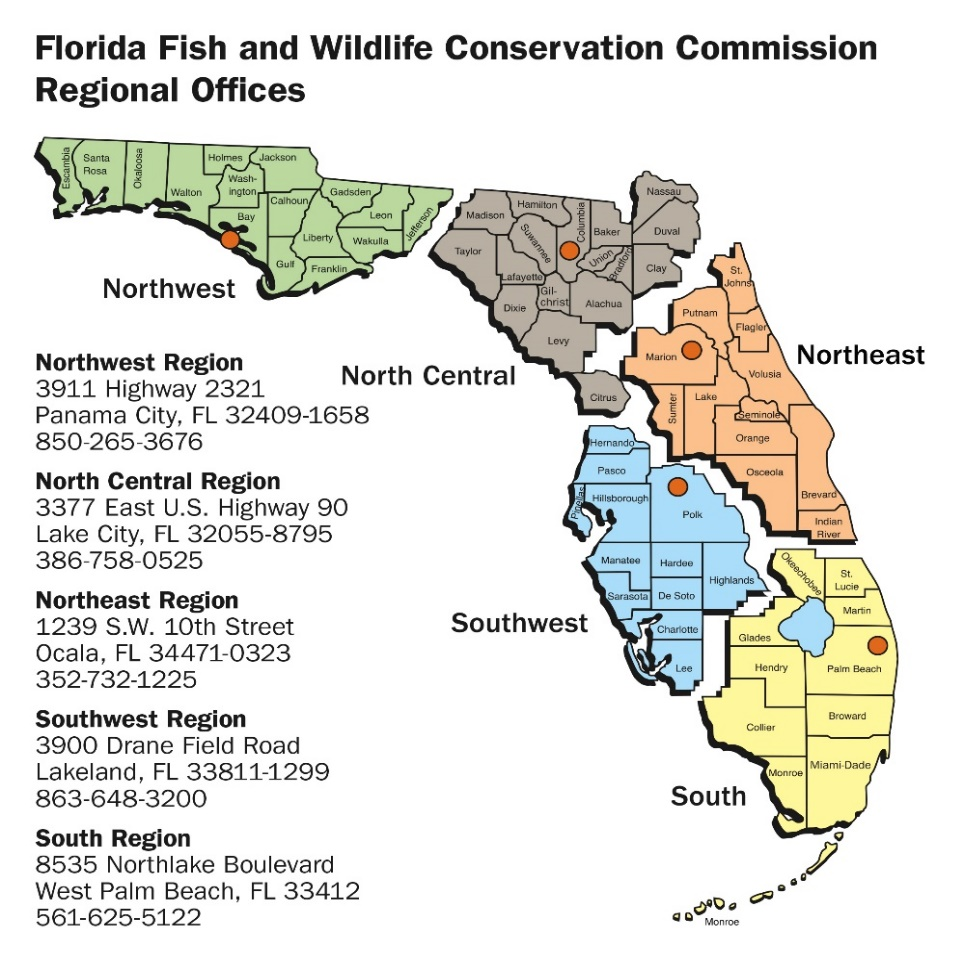 Florida Fish and Wildlife Conservation Commission
Regional Offices
Escambia
Santa
Rosa
Okaloosa
Walton
Holmes
Jackson
Wash-
ington
Bay
Calhoun
Gulf
Liberty
Gadsden
Leon
Wakulla
Franklin
Jefferson
Northwest
Madison
Hamilton
Taylor
Suwannee
Lafayette
Columbia
Baker
Union
Bradford
Nassau
Duval
Clay
Dixie
Gil-
christ
Alachua
Levy
Citrus
North Central
St.
Johns
Putnam
Flagler
Marion
Volusia
Sumter
Lake
Seminole
Orange
Osceola
Brevard
Indian
River
Northeast
Hernando
Pasco
Pinellas
Hillsborough
Polk
Manatee
Hardee
Highlands
Sarasota
De Soto
Charlotte
Lee
Southwest
Okeechobee
St.
Lucie
Martin
Glades
Hendry
Palm Beach
Collier
Broward
Monroe
Miami-Dade
South
Monroe
Northwest Region
3911 Highway 2321
Panama City, FL 32409-1658
850-265-3676
North Central Region
3377 East U.S. Highway 90
Lake City, FL 32055-8795
386-758-0525
Northeast Region
1239 S.W. 10th Street
Ocala, FL 34471-0323
352-732-1225
Southwest Region
3900 Drane Field Road
Lakeland, FL 33811-1299
863-648-3200
South Region
8535 Northlake Boulevard
West Palm Beach, FL 33412
561-625-5122